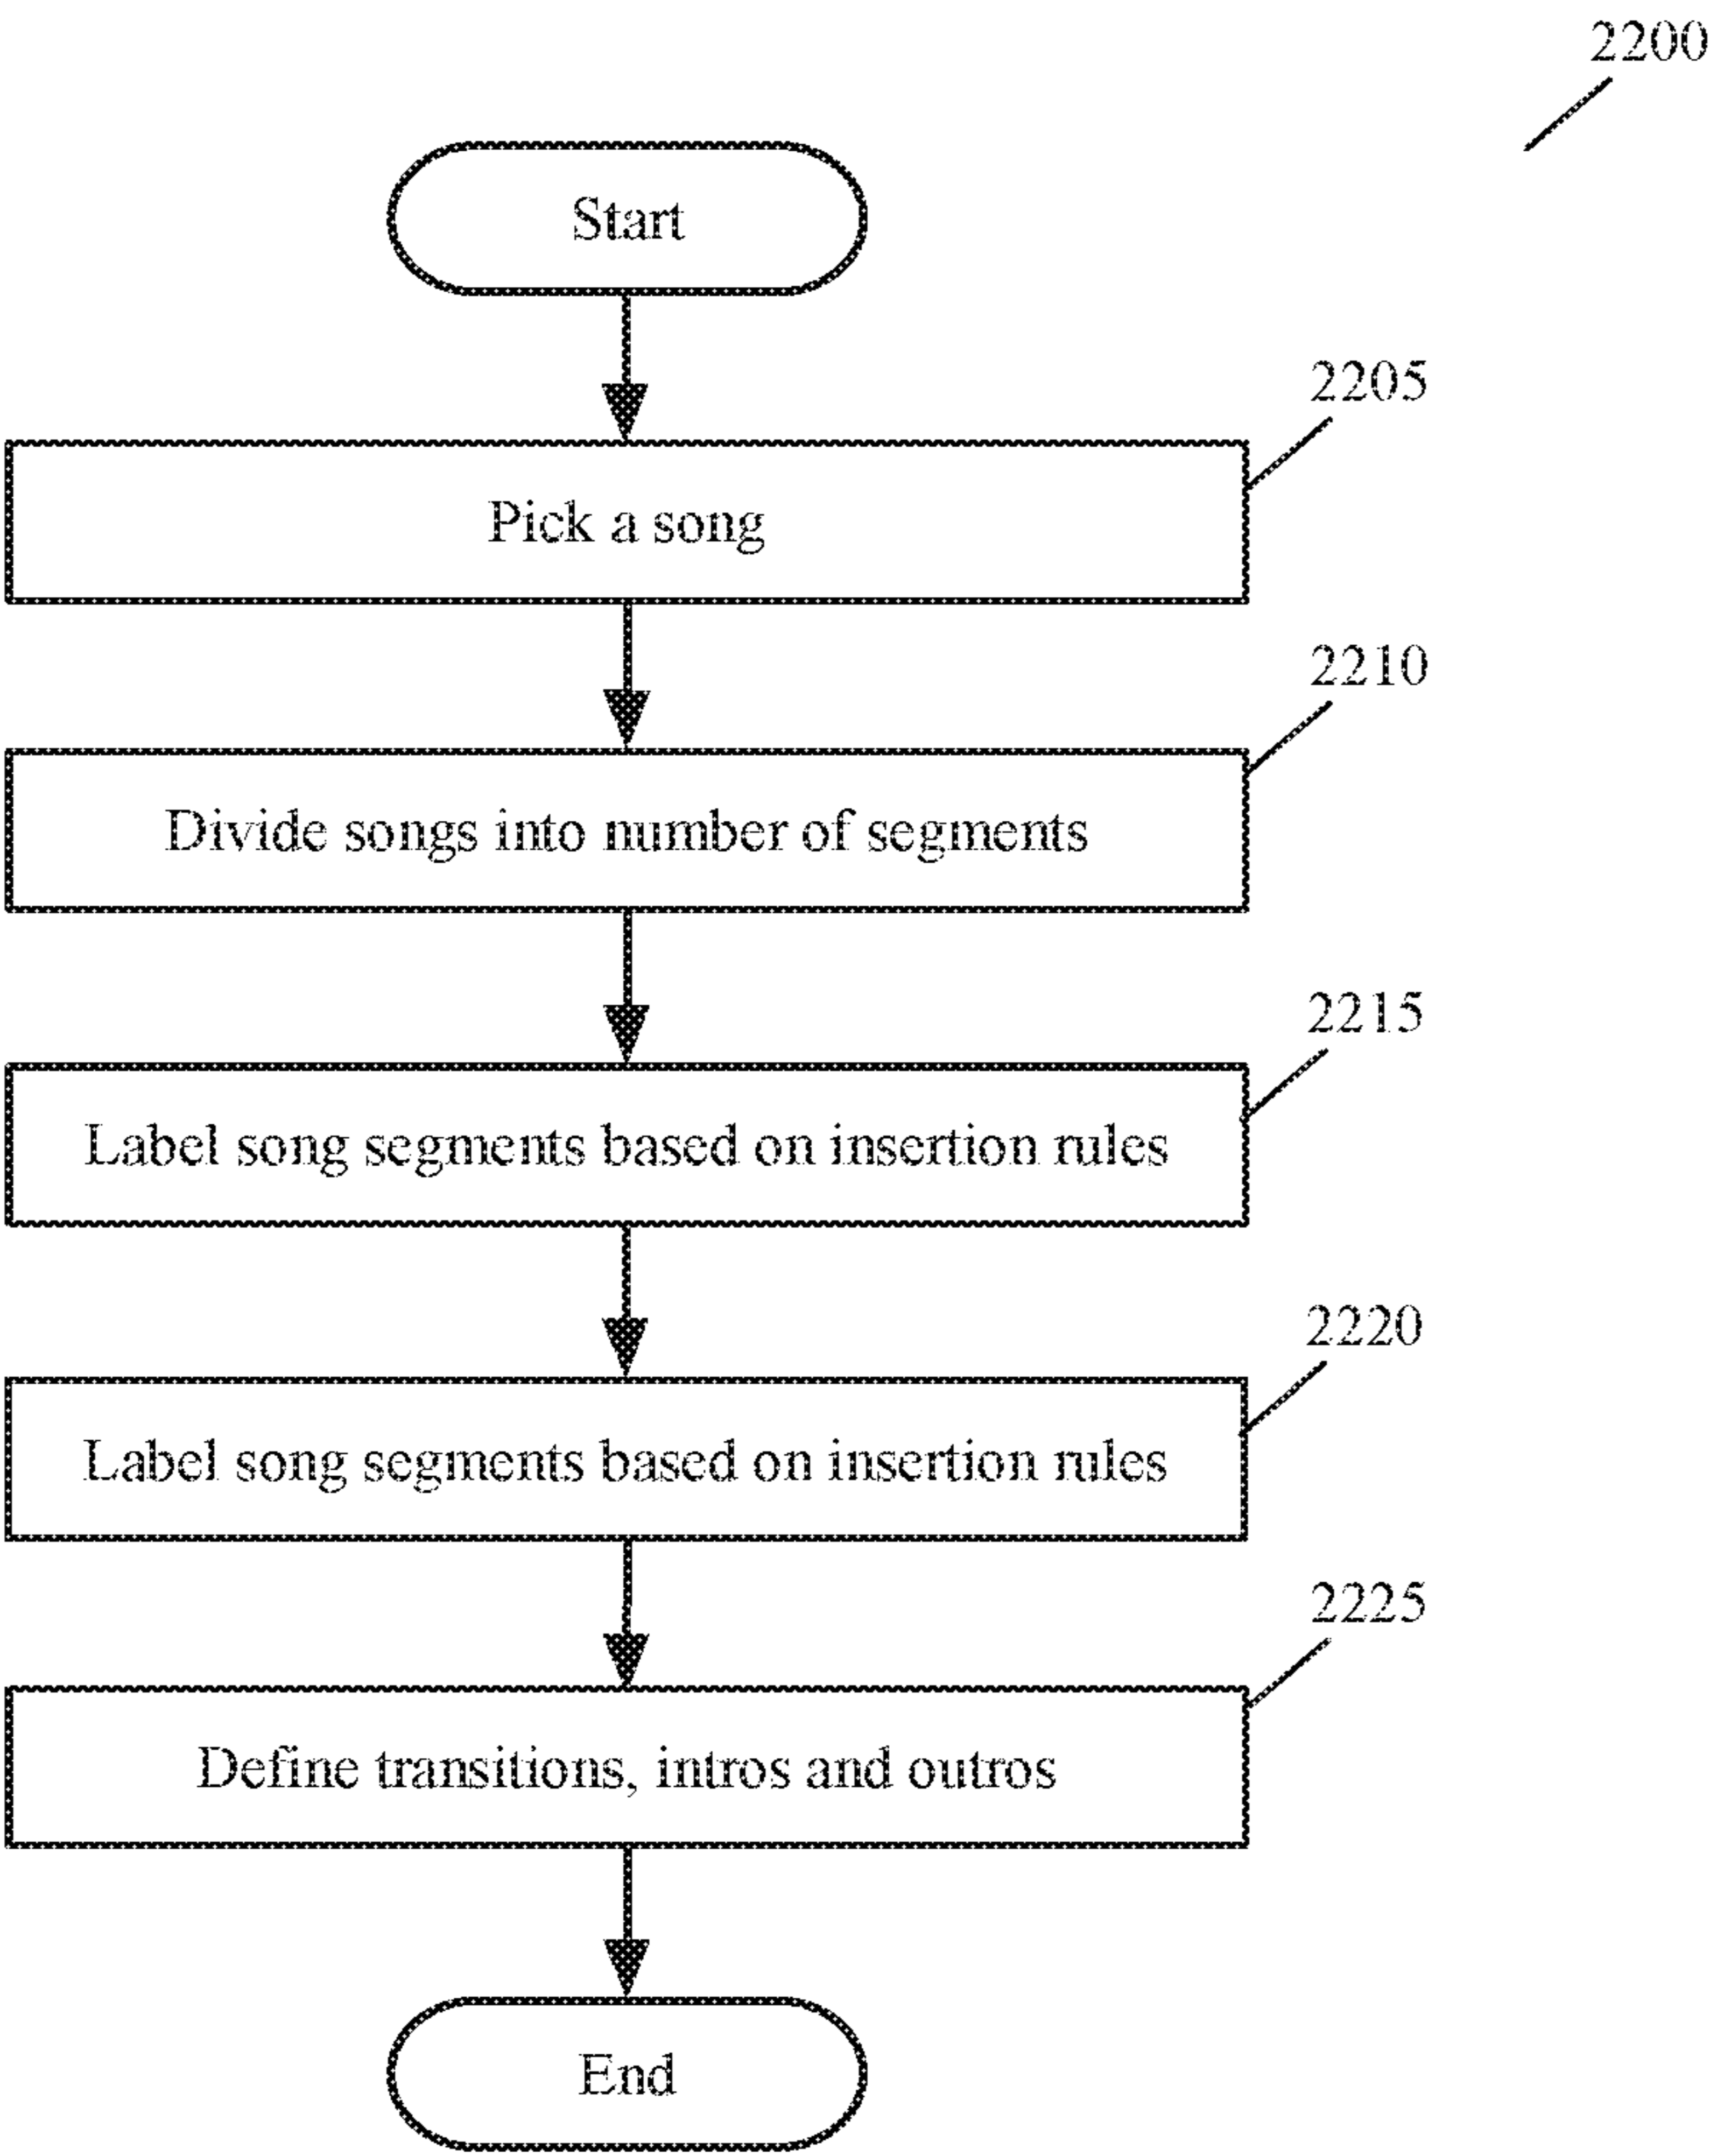 2200
Start
2205
Pick a song
2210
Divide songs into number of segments
2215
Label song segments based on insertion rules
2220
Label song segments based on insertion rules
2225
Define transitions, intros and outros
End